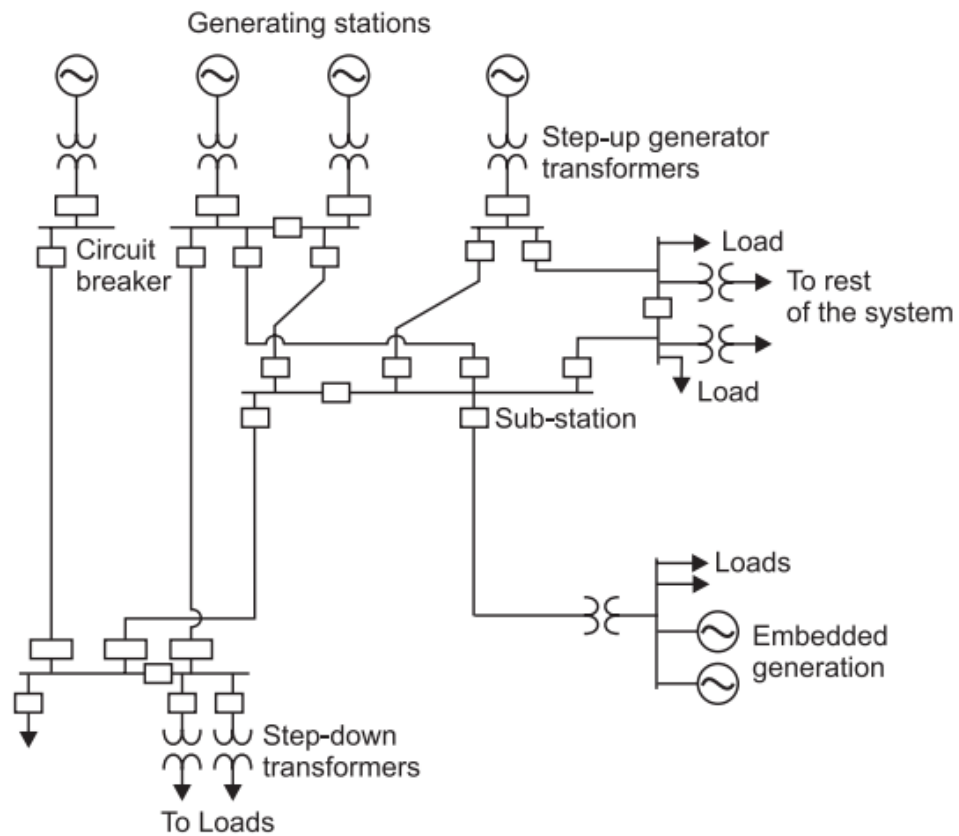 Generating stations
Step-up generator
transformers
Circuit
breaker
Load
To rest
of the system
Load
Sub-station
Loads
Embedded
generation
Step-down
transformers
To Loads